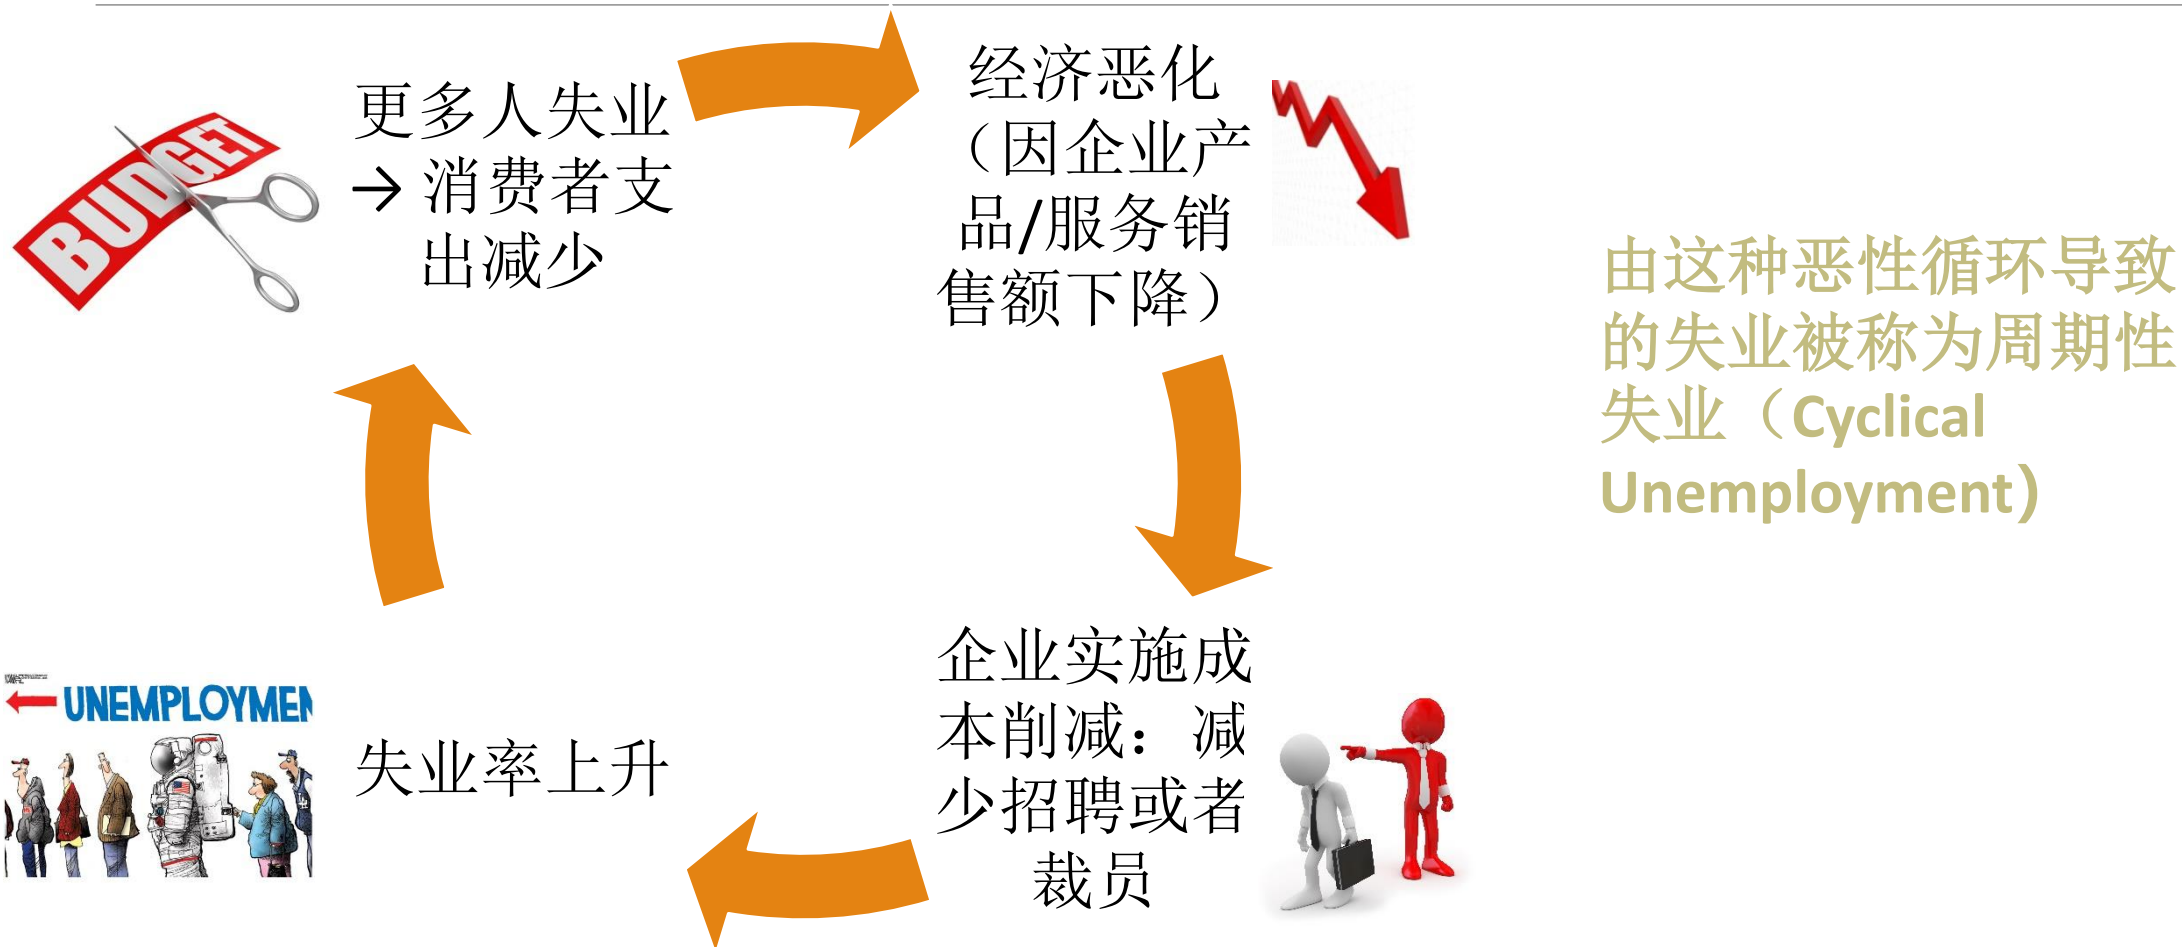 更多人失业
→ 消费者支
出减少
BUDGET
经济恶化
（因企业产
品/服务销
售额下降）
由这种恶性循环导致
的失业被称为周期性
失业（Cyclical
Unemployment)
企业实施成
本削减：减
少招聘或者
裁员
失业率上升
UNEMPLOYMEN